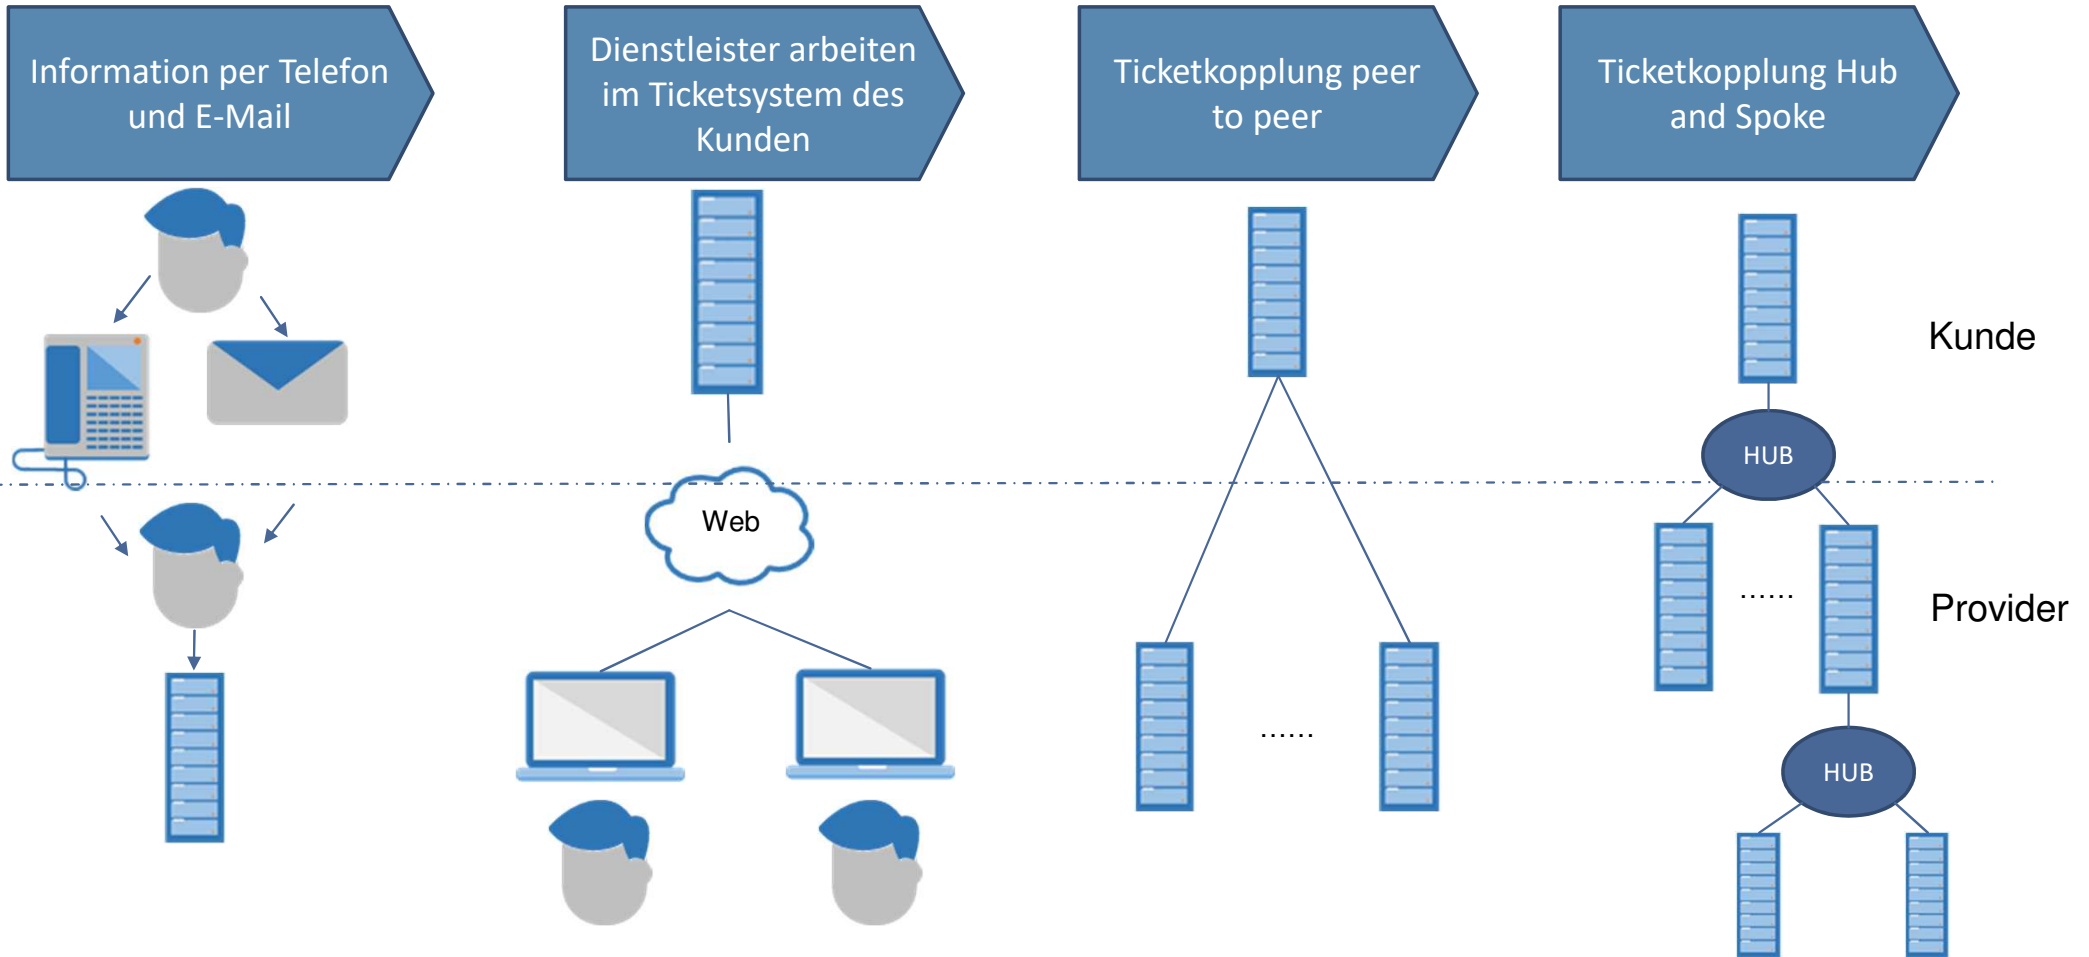 Information per Telefon
und E-Mail
Dienstleister arbeiten
im Ticketsystem des
Kunden
Ticketkopplung peer
to peer
Ticketkopplung Hub
and Spoke
Kunde
HUB
Web
......
Provider
......
HUB